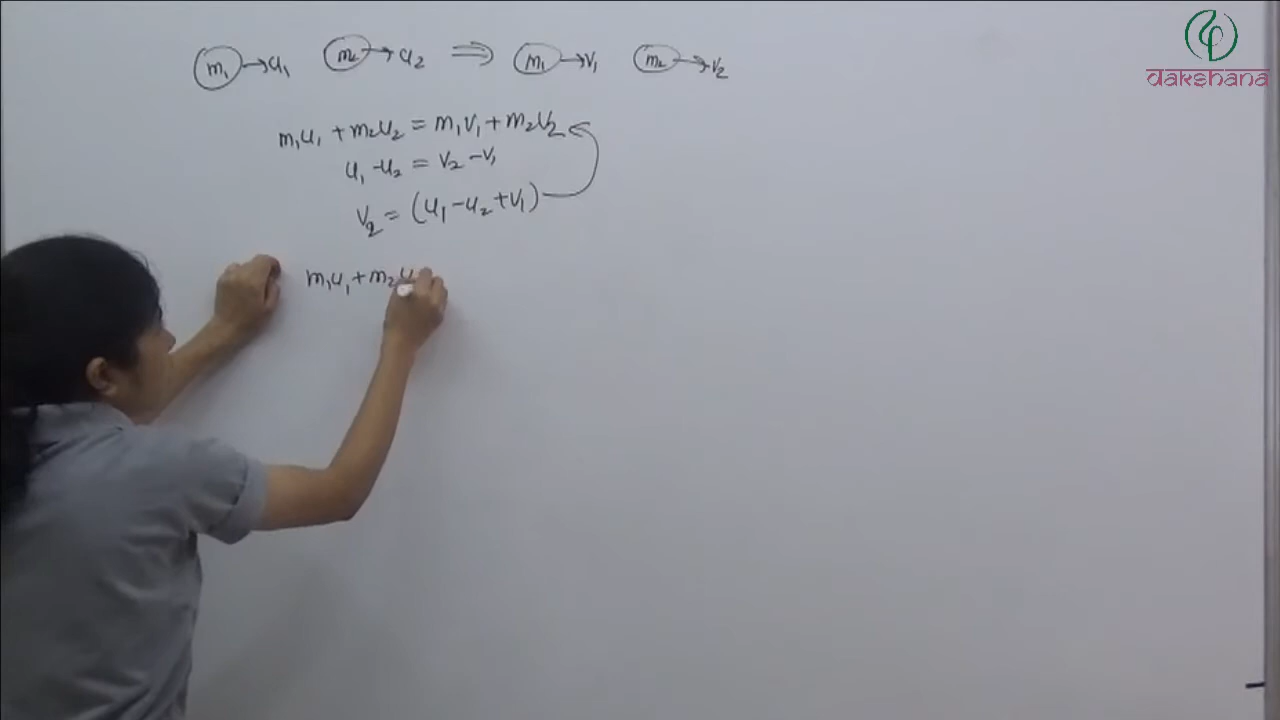 m₁ → u₁ m₂ → u₂ ⇒ m₁ → v₁ m₂ → v₂
dakshana
m₁u₁ + m₂u₂ = m₁v₁ + m₂v₂
u₁ - u₂ = v₂ - v₁
v₂ = (u₁ - u₂ + v₁)
m₁u₁ + m₂u